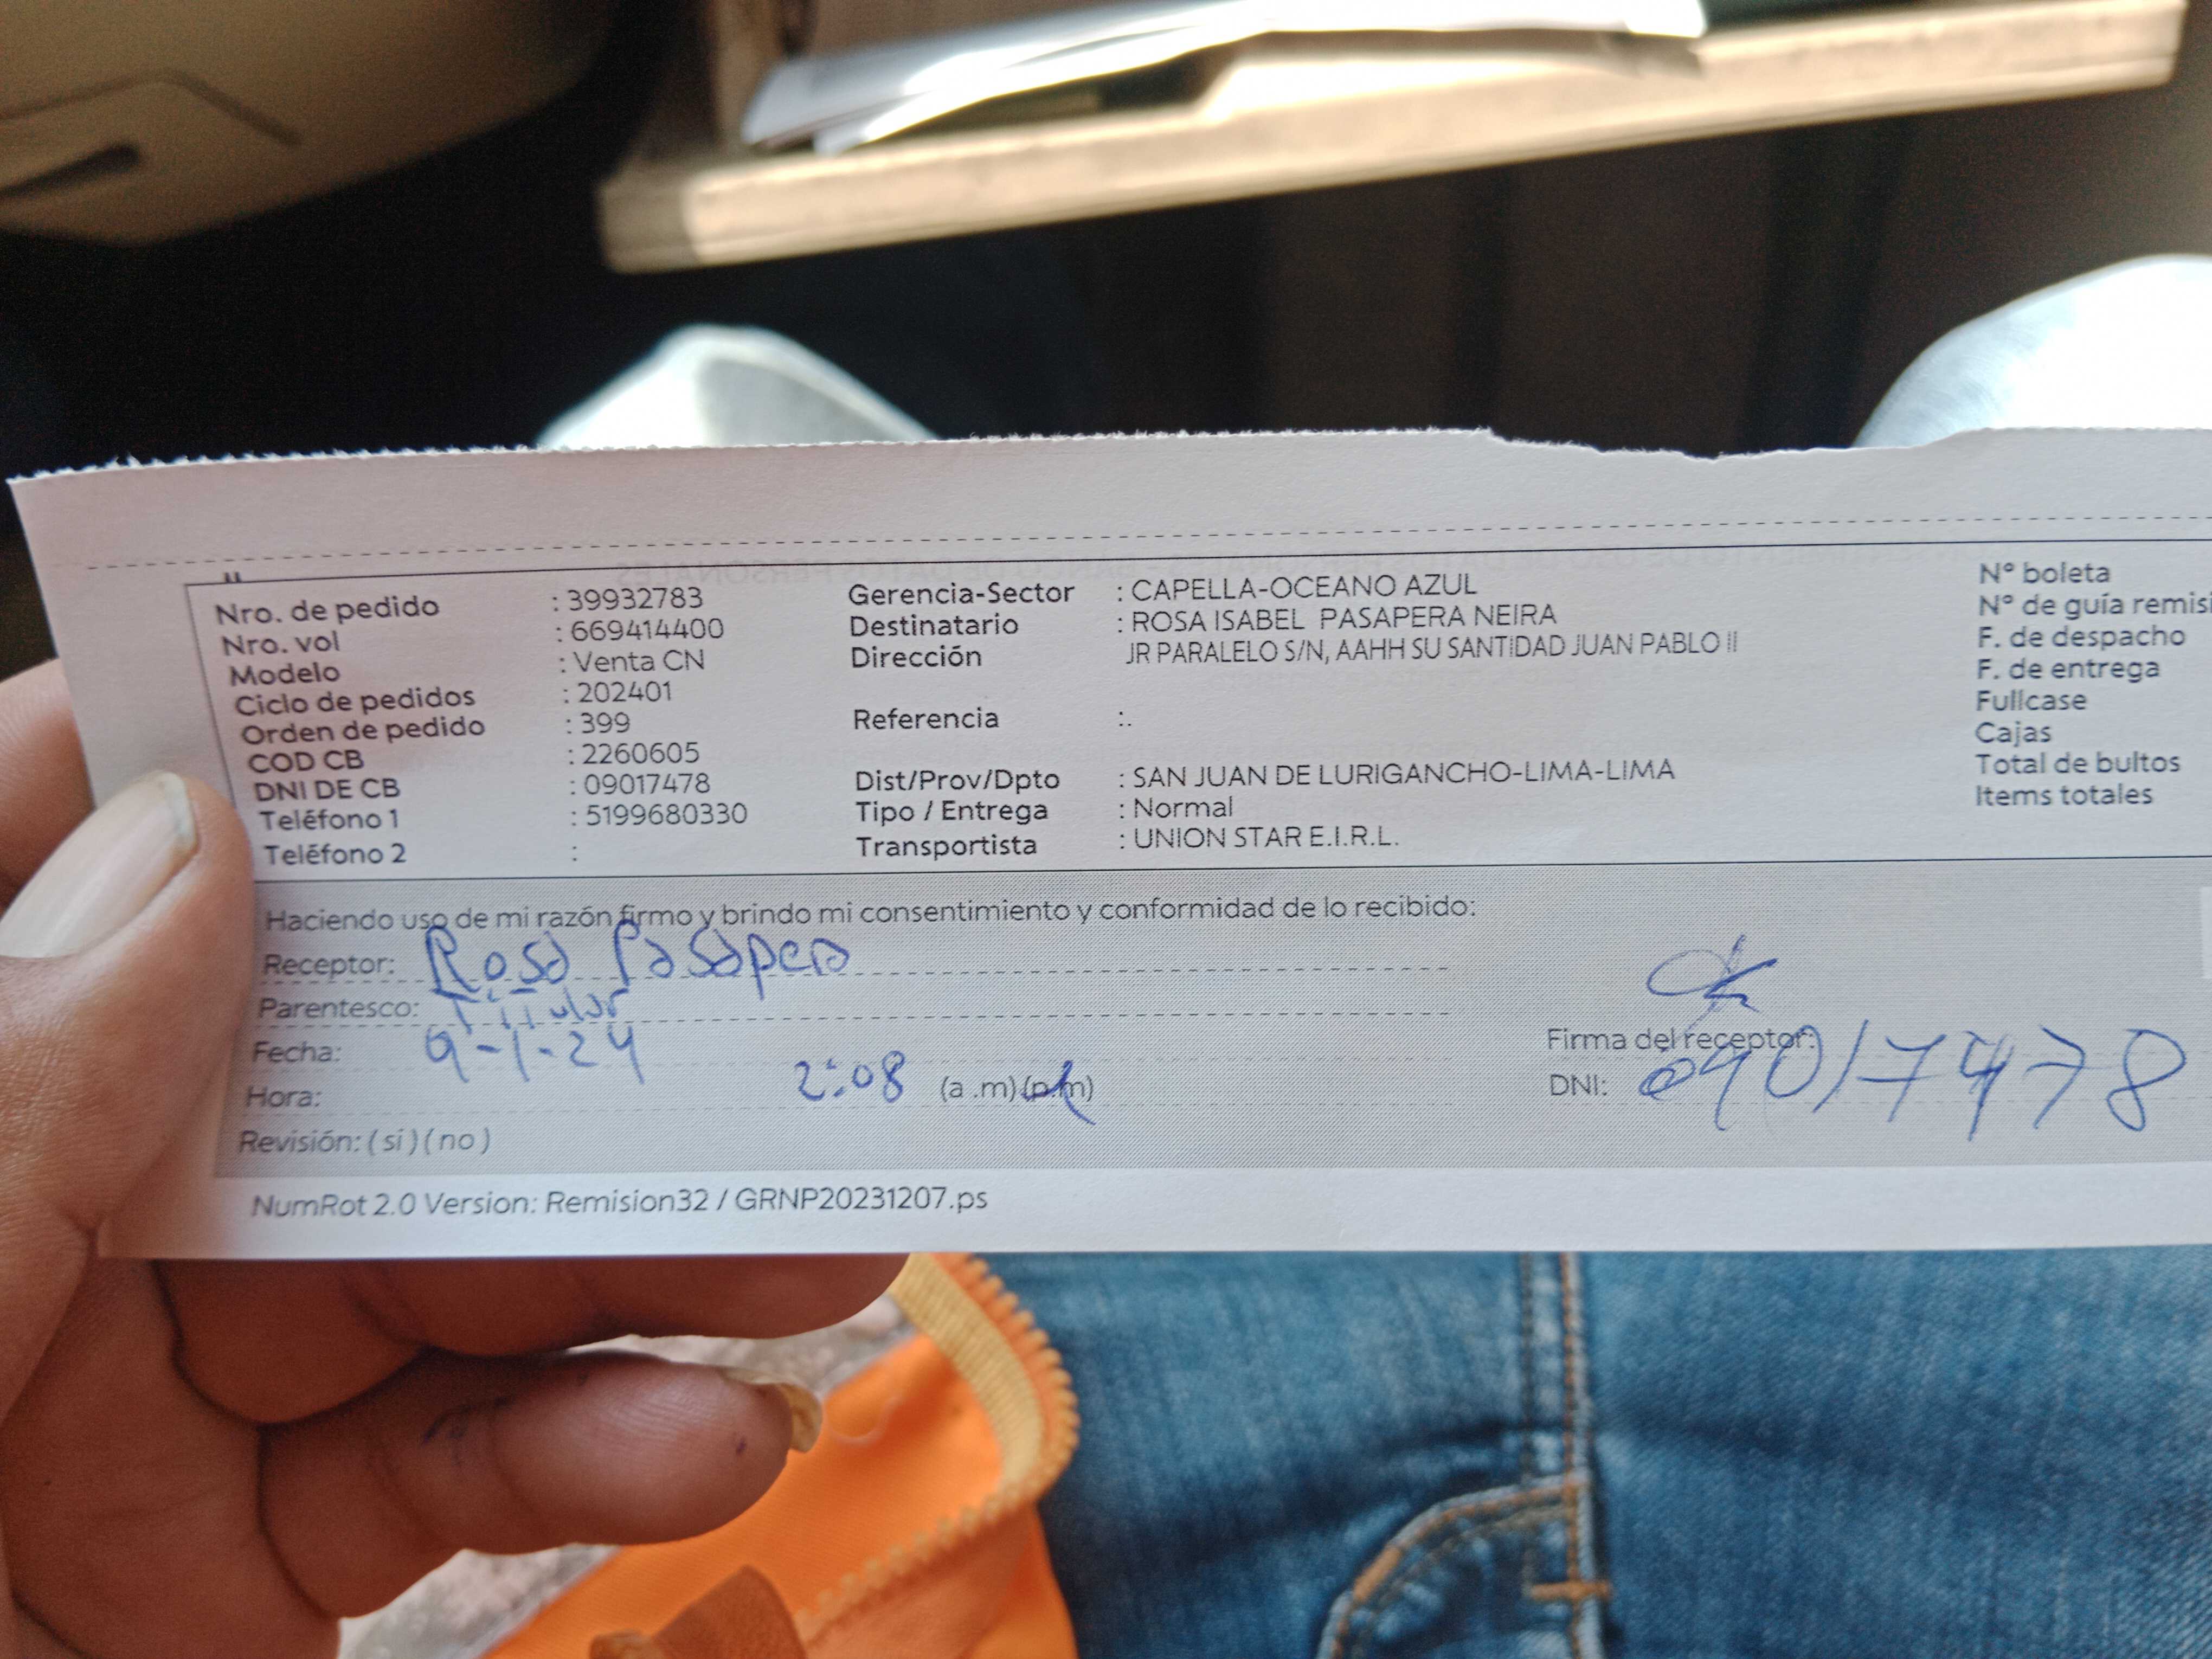 Nro. de pedido : 39932783 Gerencia-Sector : CAPELLA-OCEANO AZUL Nº boleta
Nro. vol : 669414400 Destinatario : ROSA ISABEL PASAPERA NEIRA Nº de guía remisi
Modelo : Venta CN Dirección JR PARALELO S/N, AAHH SU SANTIDAD JUAN PABLO II F. de despacho
Ciclo de pedidos : 202401 F. de entrega
Orden de pedido : 399 Referencia :. Fullcase
COD CB : 2260605 Cajas
DNI DE CB : 09017478 Dist/Prov/Dpto : SAN JUAN DE LURIGANCHO-LIMA-LIMA Total de bultos
Teléfono 1 : 5199680330 Tipo / Entrega : Normal Items totales
Teléfono 2 : Transportista : UNION STAR E.I.R.L.
Haciendo uso de mi razón firmo y brindo mi consentimiento y conformidad de lo recibido:
Receptor: Rosa Pasapera
Parentesco: Titular
Fecha: 9-1-24 Firma del receptor:
Hora: 2:08 (a .m) (p.m) DNI: 09017478
Revisión: ( sí ) ( no )
NumRot 2.0 Version: Remision32 / GRNP20231207.ps